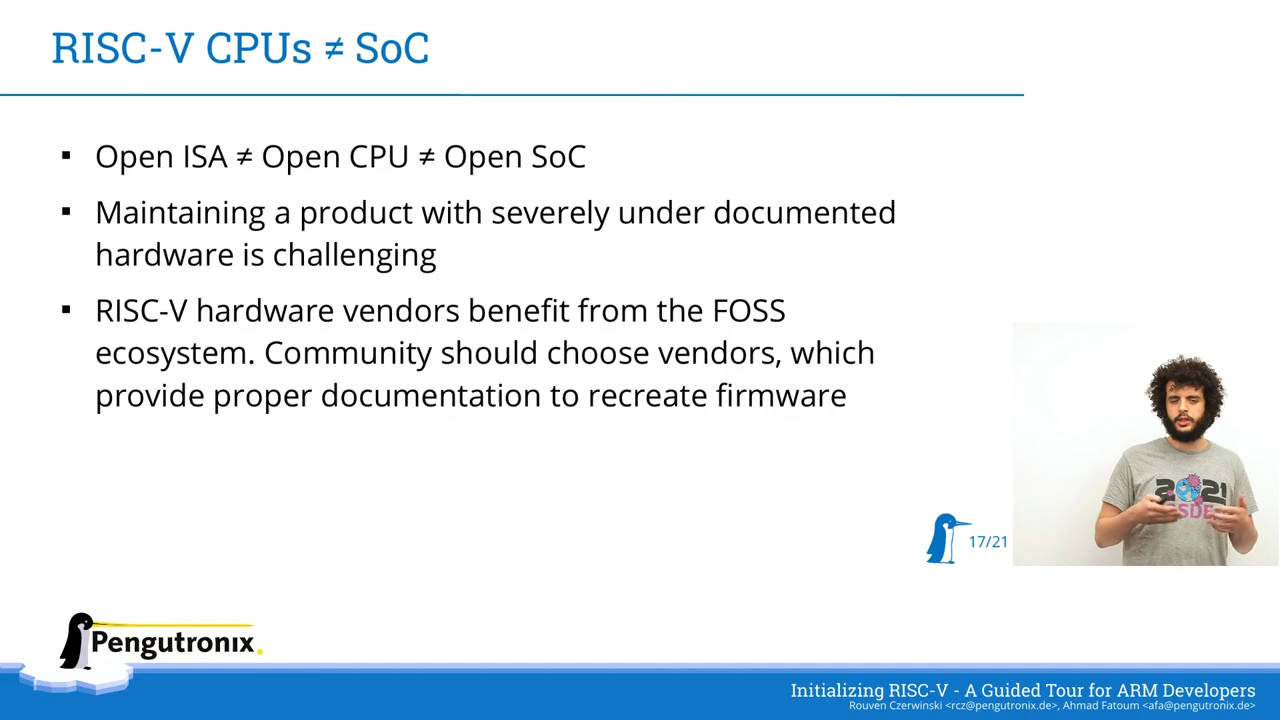 RISC-V CPUs ≠ SoC
▪ Open ISA ≠ Open CPU ≠ Open SoC
▪ Maintaining a product with severely under documented
hardware is challenging
▪ RISC-V hardware vendors benefit from the FOSS
ecosystem. Community should choose vendors, which
provide proper documentation to recreate firmware
2021
17/21
Pengutronix
Initializing RISC-V - A Guided Tour for ARM Developers
Rouven Czerwinski <rcz@pengutronix.de>, Ahmad Fatoum <afa@pengutronix.de>